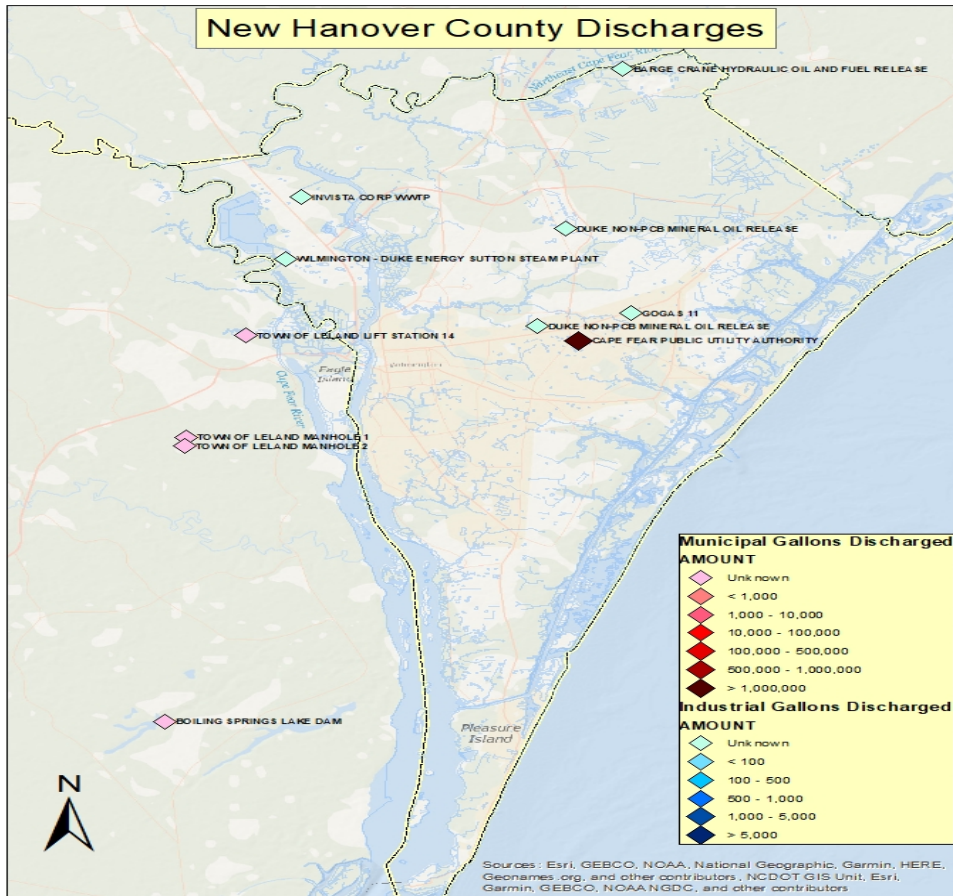 New Hanover County Discharges
Northeast Cape Fear River
BARGE CRANE HYDRAULIC OIL AND FUEL RELEASE
INVISTA CORP WWTP
DUKE NON-PCB MINERAL OIL RELEASE
WILMINGTON - DUKE ENERGY SUTTON STEAM PLANT
GOGAS 11
DUKE NON-PCB MINERAL OIL RELEASE
TOWN OF LELAND LIFT STATION 14
CAPE FEAR PUBLIC UTILITY AUTHORITY
Eagle
Island
Cape Fear River
TOWN OF LELAND MANHOLE 1
TOWN OF LELAND MANHOLE 2
BOILING SPRINGS LAKE DAM
Pleasure
Island
N
Municipal Gallons Discharged
AMOUNT
Unknown
< 1,000
1,000 - 10,000
10,000 - 100,000
100,000 - 500,000
500,000 - 1,000,000
> 1,000,000
Industrial Gallons Discharged
AMOUNT
Unknown
< 100
100 - 500
500 - 1,000
1,000 - 5,000
> 5,000
Sources: Esri, GEBCO, NOAA, National Geographic, Garmin, HERE,
Geonames.org, and other contributors, NCDOT GIS Unit, Esri,
Garmin, GEBCO, NOAA NGDC, and other contributors